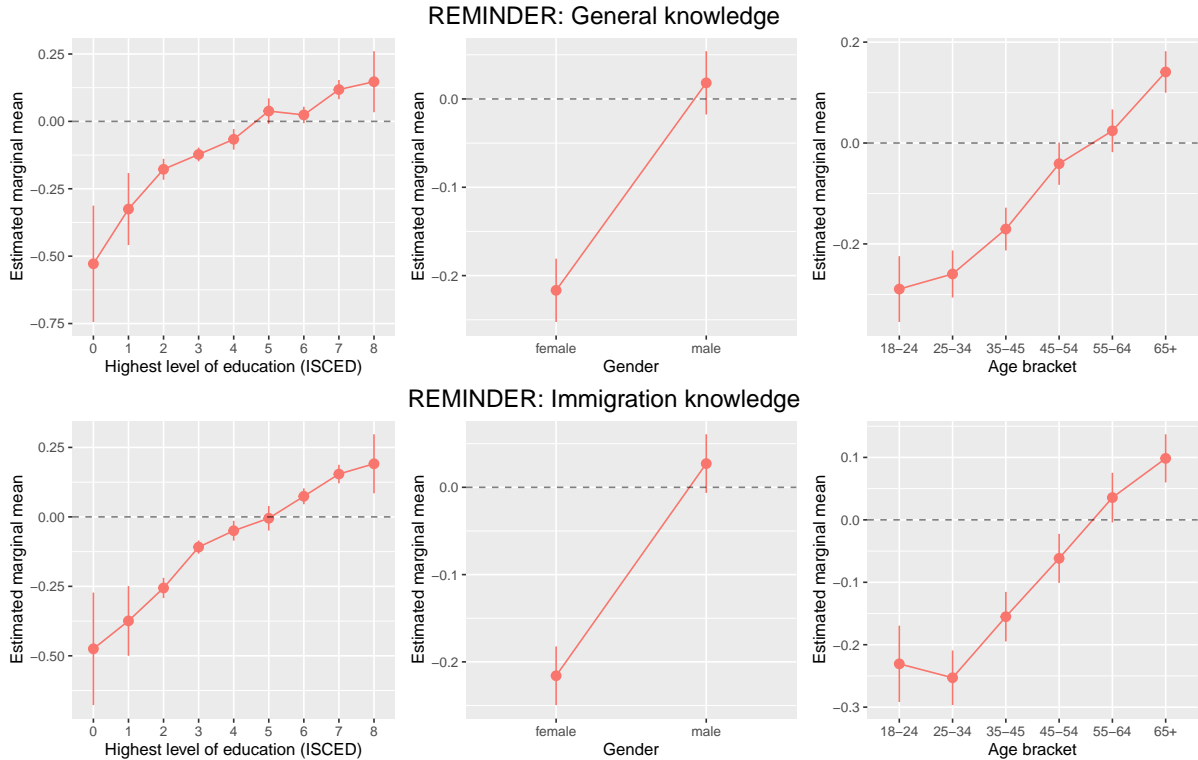 REMINDER: General knowledge
Estimated marginal mean
0.25
0.00
−0.25
−0.50
−0.75
0 1 2 3 4 5 6 7 8
Highest level of education (ISCED)
Estimated marginal mean
0.0
−0.1
−0.2
female male
Gender
Estimated marginal mean
0.2
0.0
−0.2
18−24 25−34 35−45 45−54 55−64 65+
Age bracket
REMINDER: Immigration knowledge
Estimated marginal mean
0.25
0.00
−0.25
−0.50
0 1 2 3 4 5 6 7 8
Highest level of education (ISCED)
Estimated marginal mean
0.0
−0.1
−0.2
female male
Gender
Estimated marginal mean
0.1
0.0
−0.1
−0.2
−0.3
18−24 25−34 35−45 45−54 55−64 65+
Age bracket